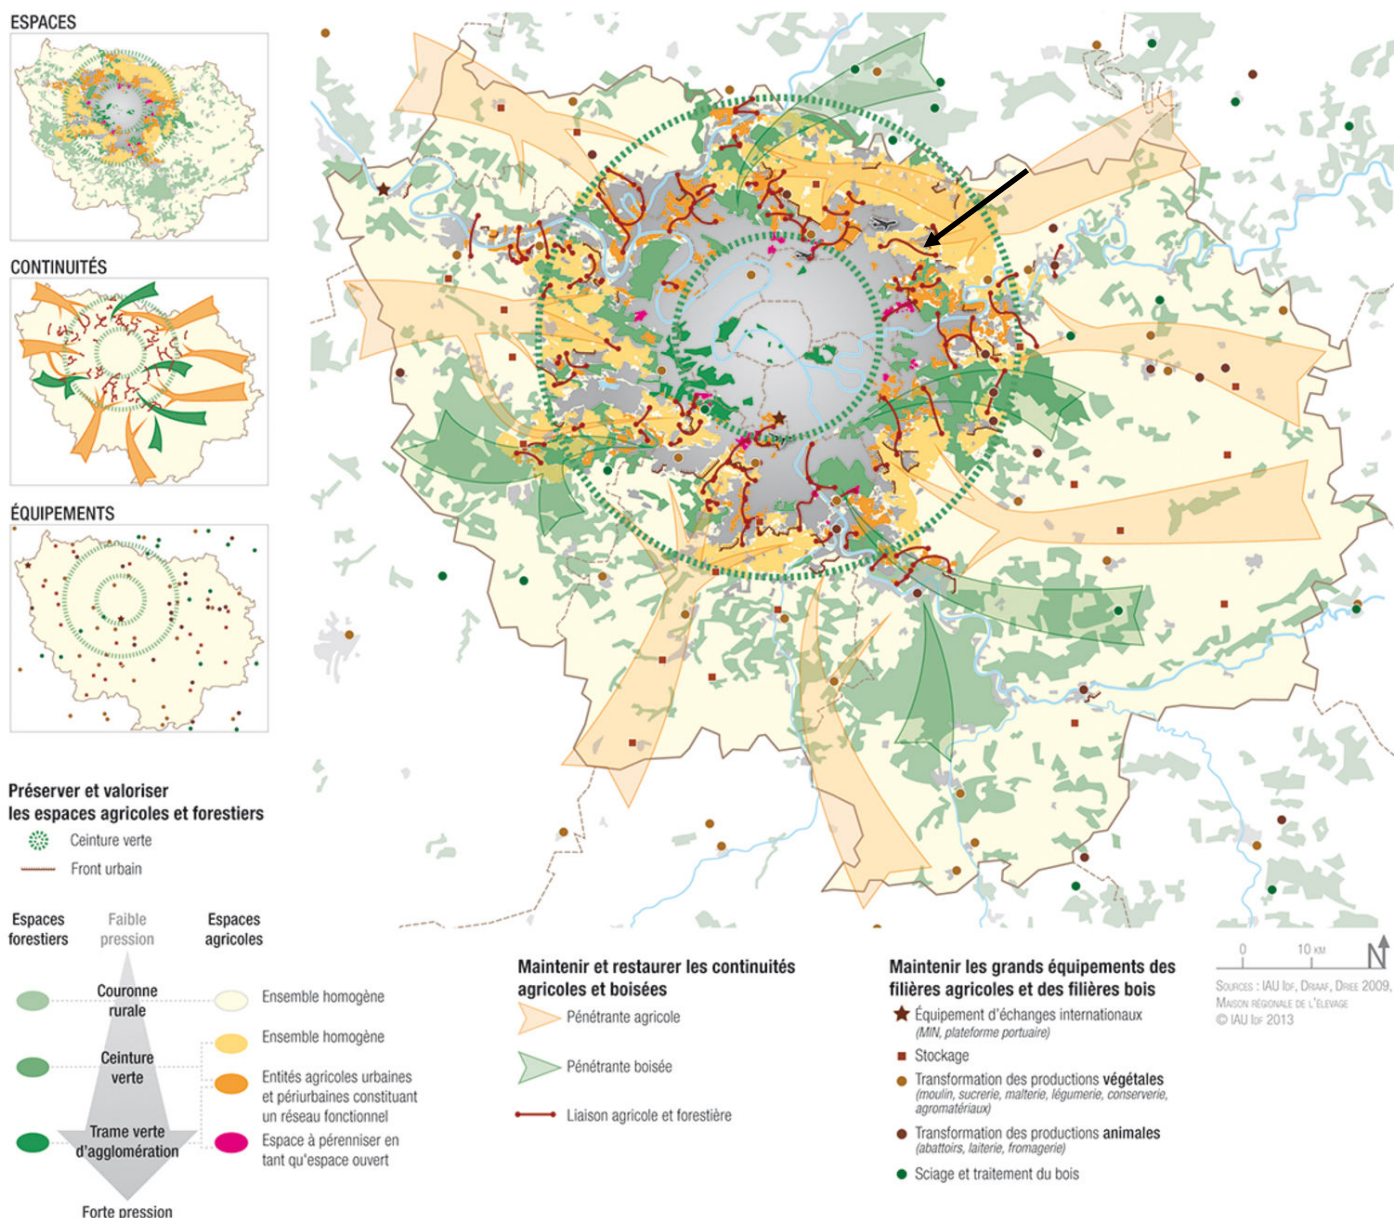 ESPACES
CONTINUITÉS
ÉQUIPEMENTS
Préserver et valoriser
les espaces agricoles et forestiers
Ceinture verte
Front urbain
Espaces
forestiers
Faible
pression
Espaces
agricoles
Couronne
rurale
Ensemble homogène
Ceinture
verte
Ensemble homogène
Entités agricoles urbaines
et périurbaines constituant
un réseau fonctionnel
Trame verte
d'agglomération
Espace à pérenniser en
tant qu'espace ouvert
Forte pression
Maintenir et restaurer les continuités
agricoles et boisées
Pénétrante agricole
Pénétrante boisée
Liaison agricole et forestière
Maintenir les grands équipements des
filières agricoles et des filières bois
Équipement d'échanges internationaux
(MIN, plateforme portuaire)
Stockage
Transformation des productions végétales
(moulin, sucrerie, malterie, légumerie, conserverie,
agromatériaux)
Transformation des productions animales
(abattoirs, laiterie, fromagerie)
Sciage et traitement du bois
0 10 KM
N
SOURCES : IAU IDF, DRIAAF, DREE 2009,
MAISON RÉGIONALE DE L'ÉLEVAGE
© IAU IDF 2013